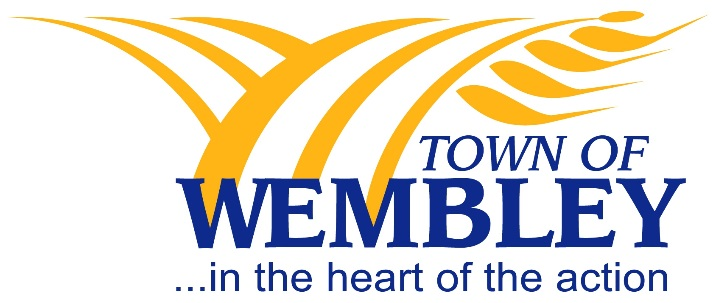 TOWN OF
WEMBLEY
...in the heart of the action